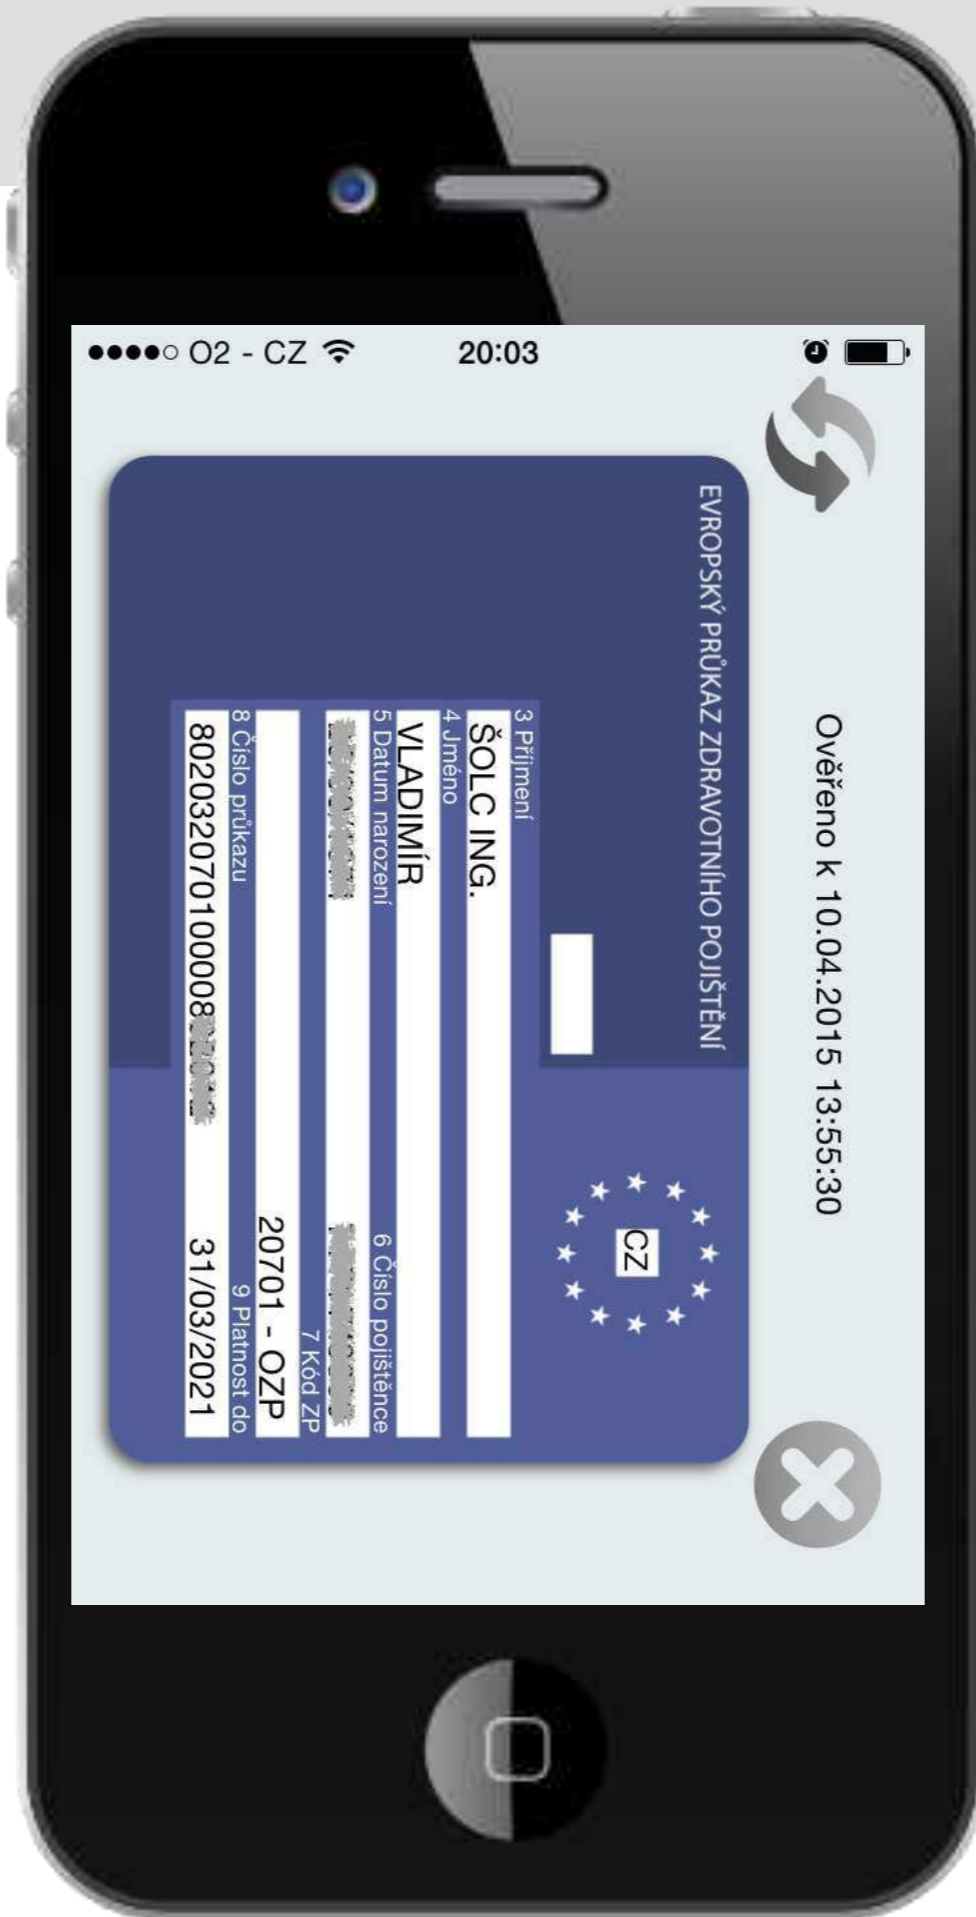 O2 - CZ
20:03
Ověřeno k 10.04.2015 13:55:30
EVROPSKÝ PRŮKAZ ZDRAVOTNÍHO POJIŠTĚNÍ
CZ
3 Příjmení
ŠOLC ING.
4 Jméno
VLADIMÍR
5 Datum narození
6 Číslo pojištěnce
7 Kód ZP
20701 - OZP
8 Číslo průkazu
9 Platnost do
31/03/2021